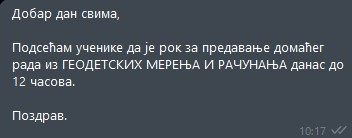 Добар дан свима,
Подсећам ученике да је рок за предавање домаћег
рада из ГЕОДЕТСКИХ МЕРЕЊА И РАЧУНАЊА данас до
12 часова.
Поздрав.
10:17